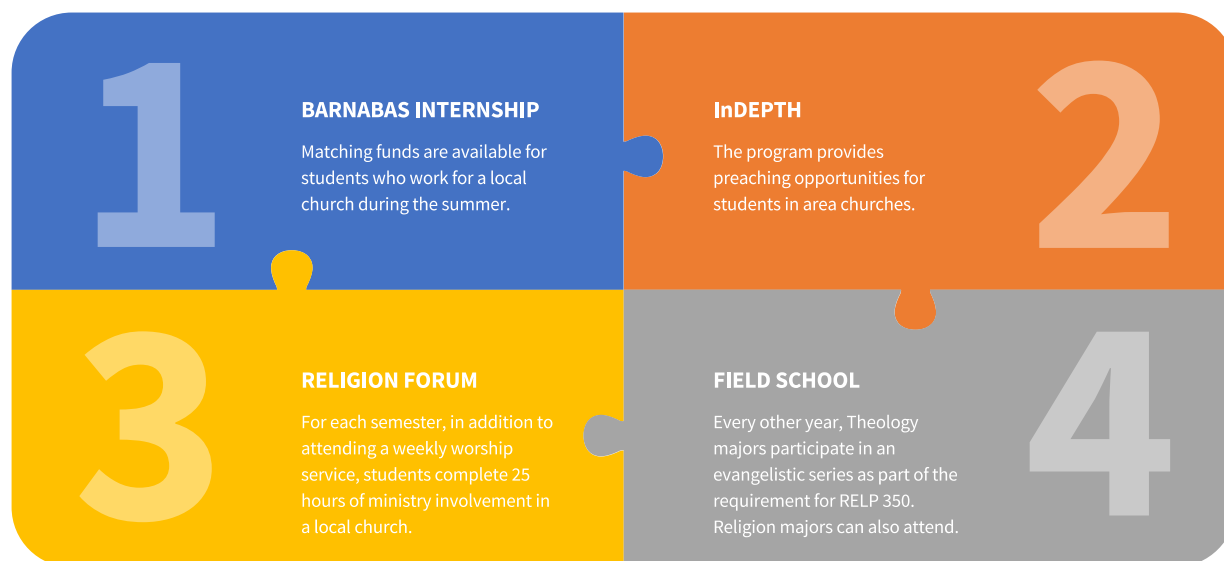 1
BARNABAS INTERNSHIP
Matching funds are available for
students who work for a local
church during the summer.
2
InDEPTH
The program provides
preaching opportunities for
students in area churches.
3
RELIGION FORUM
For each semester, in addition to
attending a weekly worship
service, students complete 25
hours of ministry involvement in
a local church.
4
FIELD SCHOOL
Every other year, Theology
majors participate in an
evangelistic series as part of the
requirement for RELP 350.
Religion majors can also attend.